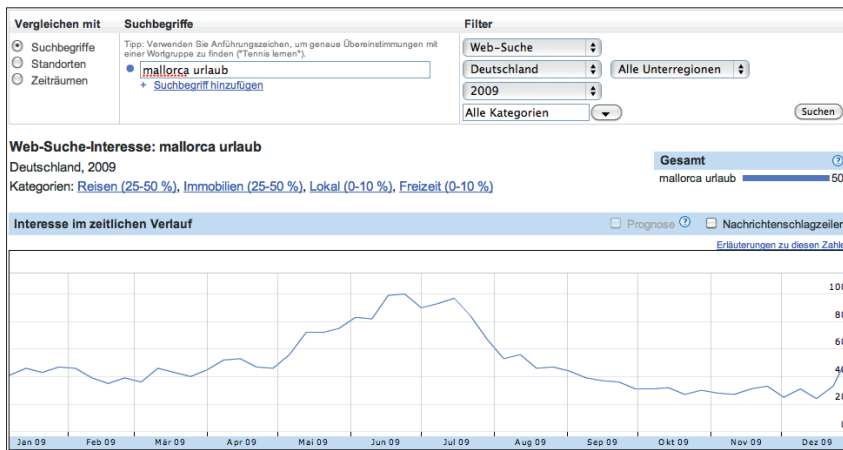 Vergleichen mit Suchbegriffe Filter
Suchbegriffe
Standorten
Zeiträumen
Tipp: Verwenden Sie Anführungszeichen, um genaue Übereinstimmungen mit
einer Wortgruppe zu finden ("Tennis lernen").
mallorca urlaub
+ Suchbegriff hinzufügen
Web-Suche
Deutschland Alle Unterregionen
2009
Alle Kategorien Suchen
Web-Suche-Interesse: mallorca urlaub
Deutschland, 2009
Kategorien: Reisen (25-50 %), Immobilien (25-50 %), Lokal (0-10 %), Freizeit (0-10 %)
Gesamt ?
mallorca urlaub 50
Interesse im zeitlichen Verlauf Prognose ? Nachrichtenschlagzeilen
Erläuterungen zu diesen Zahle
100
80
60
40
20
0
Jan 09 Feb 09 Mär 09 Apr 09 Mai 09 Jun 09 Jul 09 Aug 09 Sep 09 Okt 09 Nov 09 Dez 09